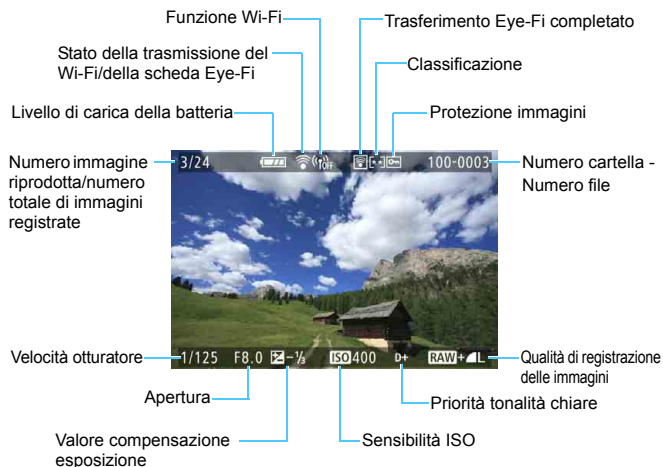 Funzione Wi-Fi
Trasferimento Eye-Fi completato
Stato della trasmissione del
Wi-Fi/della scheda Eye-Fi
Classificazione
Livello di carica della batteria
Protezione immagini
Numero immagine
riprodotta/numero
totale di immagini
registrate
3/24
OFF
100-0003
Numero cartella -
Numero file
Velocità otturatore
1/125 F8.0 -1/3 ISO400 D+ RAW+L
Qualità di registrazione
delle immagini
Apertura
Priorità tonalità chiare
Valore compensazione
esposizione
Sensibilità ISO